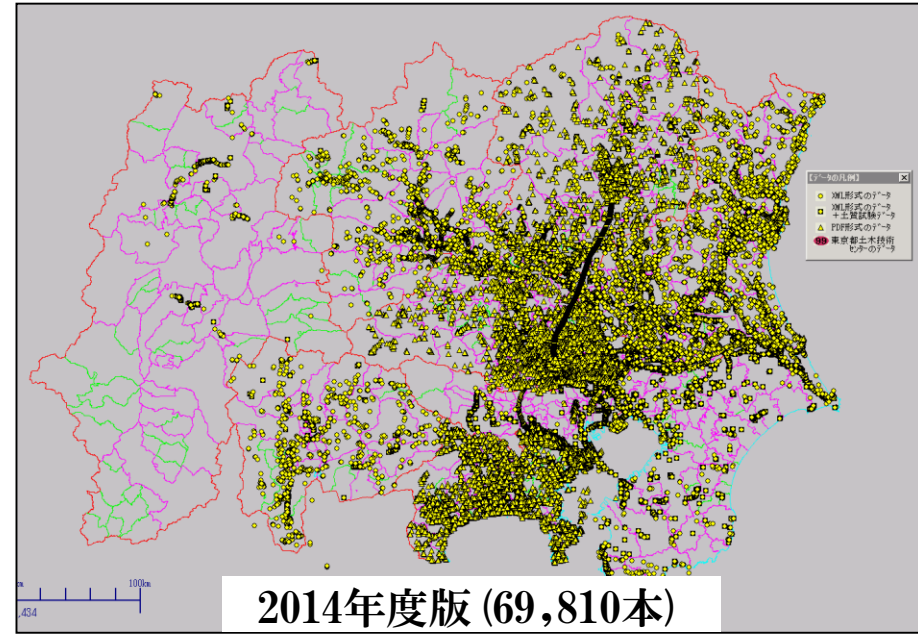 【データの凡例】
XML形式のデータ
XML形式のデータ
+土質試験データ
PDF形式のデータ
99 東京都土木技術
センターのデータ
100km
,434
2014年度版 (69,810本)